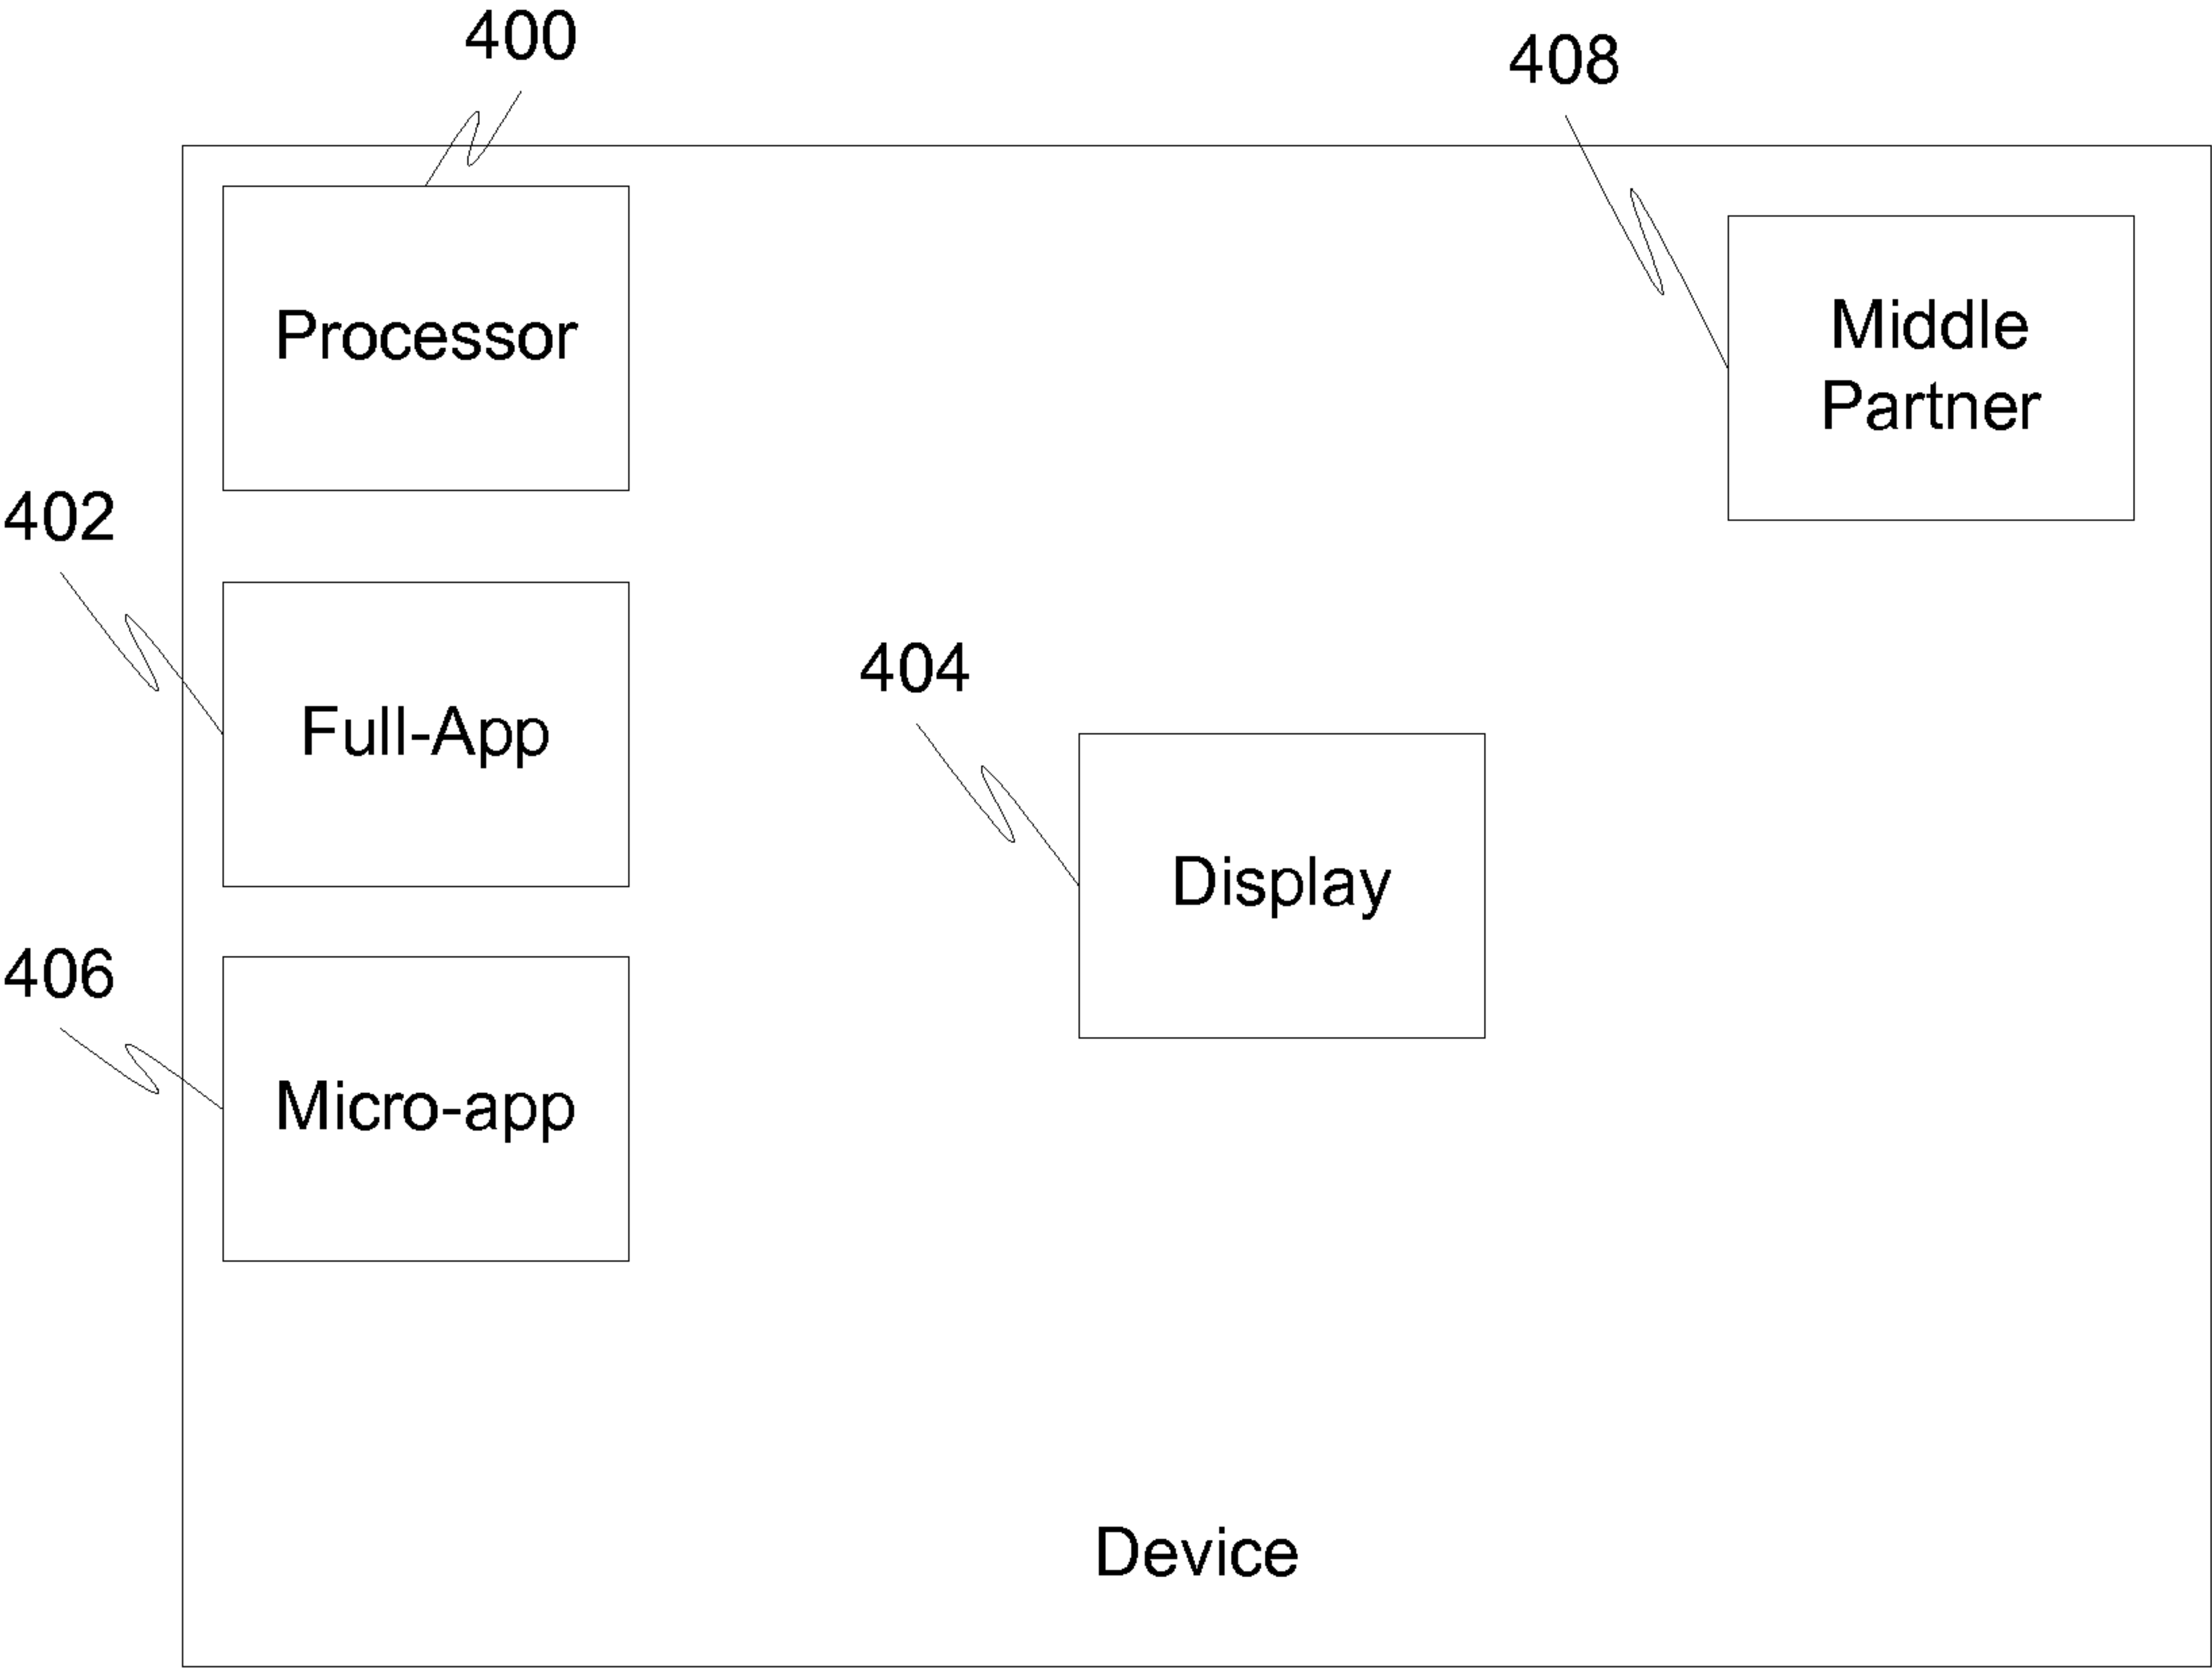 400
408
Processor
Middle
Partner
402
Full-App
404
Display
406
Micro-app
Device